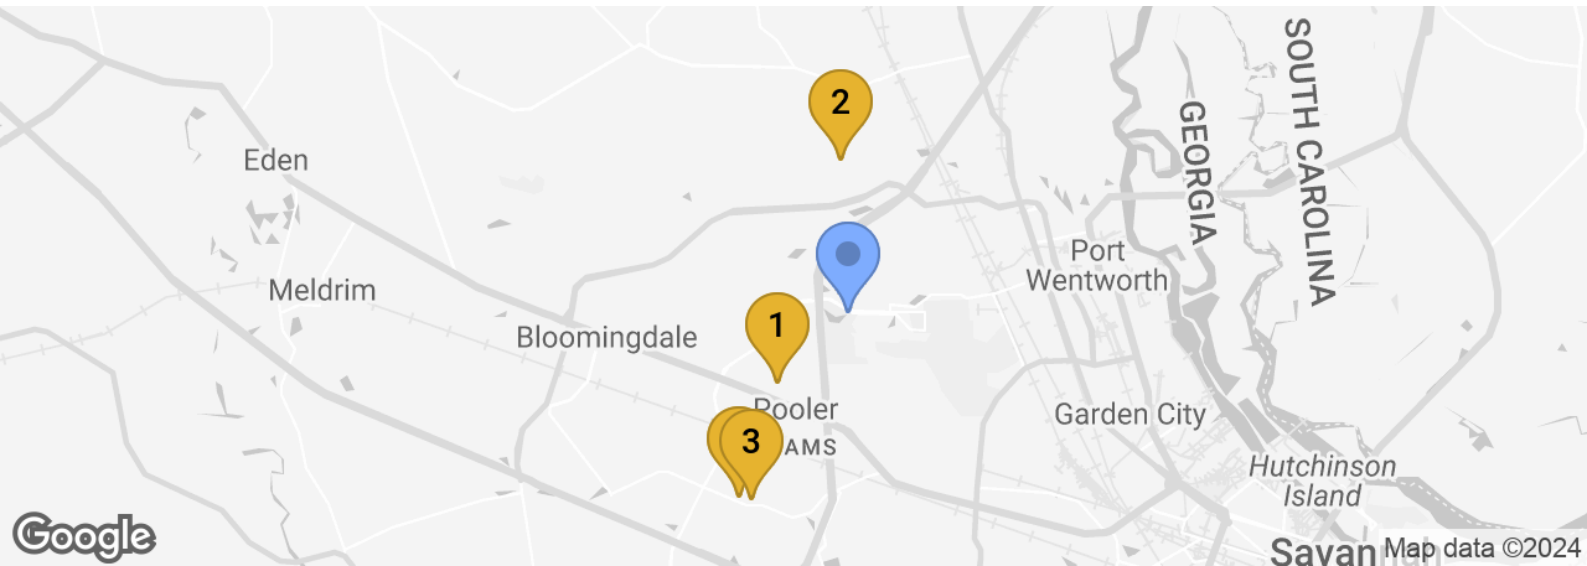 SOUTH CAROLINA
GEORGIA
2
Eden
Port
Wentworth
Meldrim
1
Bloomingdale
Pooler
Garden City
3
AMS
Hutchinson
Island
Google
Map data ©2024